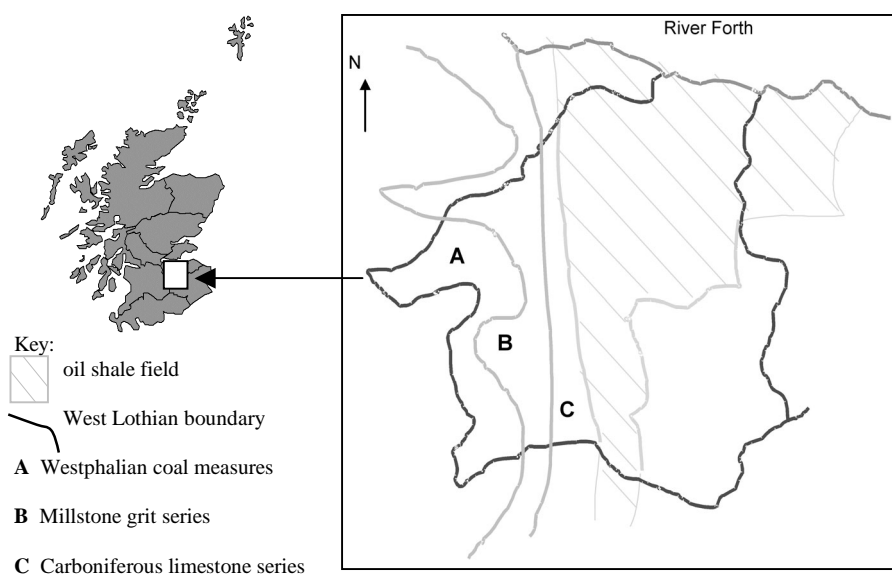 River Forth
N
A
B
C
Key:
oil shale field
West Lothian boundary
A Westphalian coal measures
B Millstone grit series
C Carboniferous limestone series